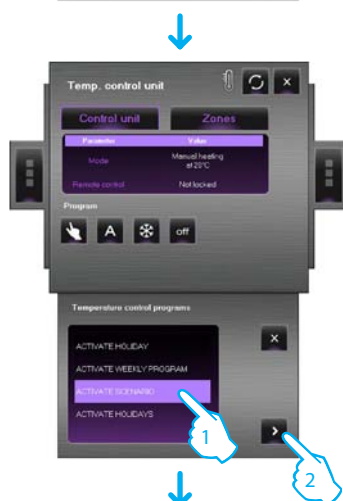 Temp. control unit
Control unit Zones
Parameter Value
Mode Manual heating
at 25°C
Remote control Not locked
Program
A off
Temperature control programs
ACTIVATE HOLIDAY
ACTIVATE WEEKLY PROGRAM
ACTIVATE SCENARIO
ACTIVATE HOLIDAYS
1
2